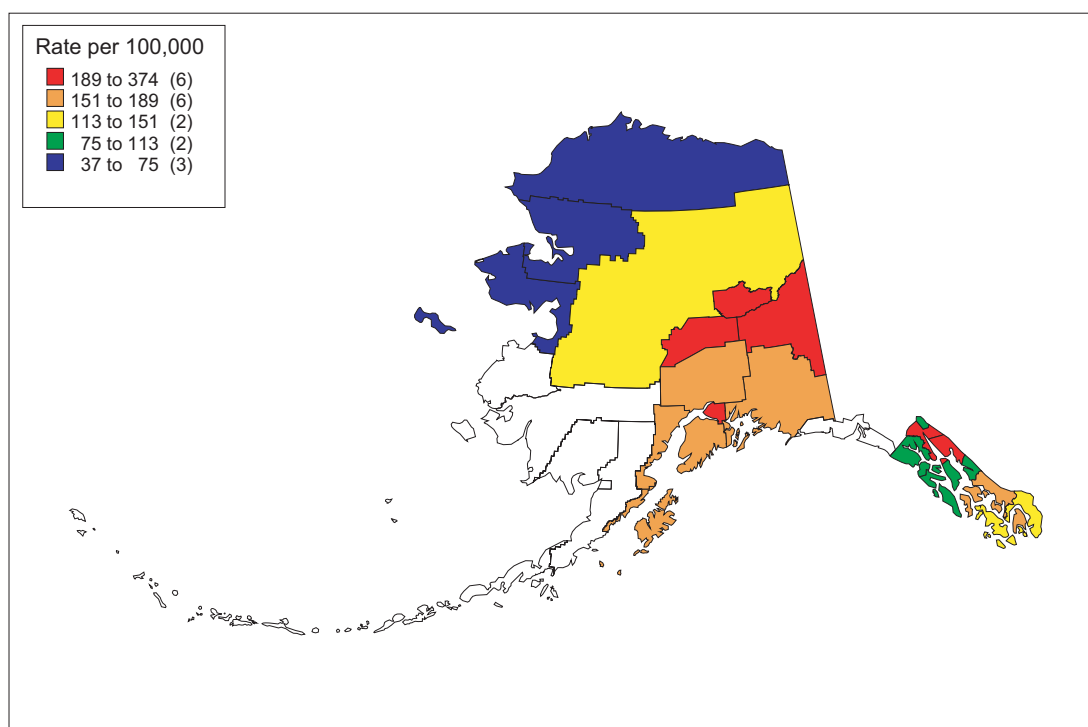 Rate per 100,000
189 to 374 (6)
151 to 189 (6)
113 to 151 (2)
75 to 113 (2)
37 to 75 (3)